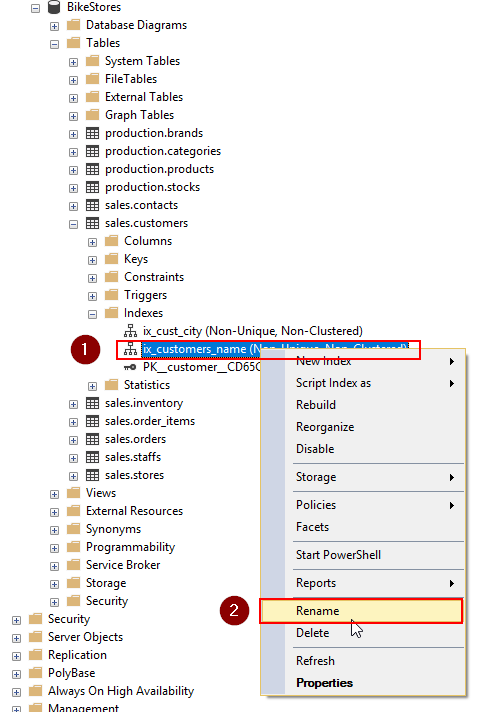 BikeStores
Database Diagrams
Tables
System Tables
FileTables
External Tables
Graph Tables
production.brands
production.categories
production.products
production.stocks
sales.contacts
sales.customers
Columns
Keys
Constraints
Triggers
Indexes
ix_cust_city (Non-Unique, Non-Clustered)
1
ix_customers_name (Non-Unique, Non-Clustered)
PK__customer__CD65C
Statistics
sales.inventory
sales.order_items
sales.orders
sales.staffs
sales.stores
Views
External Resources
Synonyms
Programmability
Service Broker
Storage
Security
Security
Server Objects
Replication
PolyBase
Always On High Availability
Management
New Index
Script Index as
Rebuild
Reorganize
Disable
Storage
Policies
Facets
Start PowerShell
Reports
2
Rename
Delete
Refresh
Properties